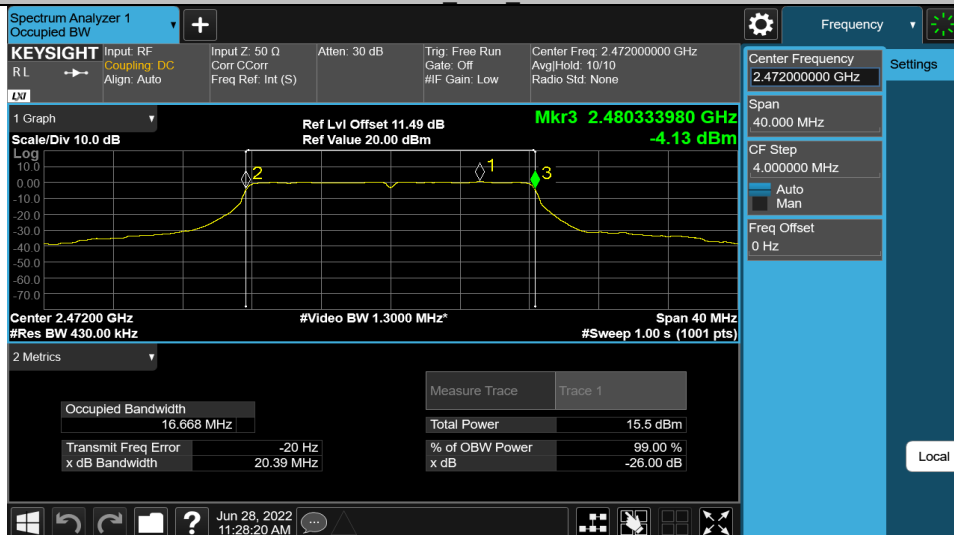 Spectrum Analyzer 1
Occupied BW
+
Frequency
KEYSIGHT
RL
LXI
Input: RF
Coupling: DC
Align: Auto
Input Z: 50 Ω
Corr CCorr
Freq Ref: Int (S)
Atten: 30 dB
Trig: Free Run
Gate: Off
#IF Gain: Low
Center Freq: 2.472000000 GHz
Avg|Hold: 10/10
Radio Std: None
Center Frequency
2.472000000 GHz
Settings
Span
40.000 MHz
CF Step
4.000000 MHz
Auto
Man
Freq Offset
0 Hz
Local
1 Graph
Scale/Div 10.0 dB
Ref Lvl Offset 11.49 dB
Ref Value 20.00 dBm
Mkr3 2.480333980 GHz
-4.13 dBm
Log
10.0
0.00
-10.0
-20.0
-30.0
-40.0
-50.0
-60.0
-70.0
2
1
3
Center 2.47200 GHz
#Res BW 430.00 kHz
#Video BW 1.3000 MHz*
Span 40 MHz
#Sweep 1.00 s (1001 pts)
2 Metrics
Measure Trace Trace 1
Occupied Bandwidth
16.668 MHz
Total Power 15.5 dBm
Transmit Freq Error -20 Hz
% of OBW Power 99.00 %
x dB Bandwidth 20.39 MHz
x dB -26.00 dB
?
Jun 28, 2022
11:28:20 AM